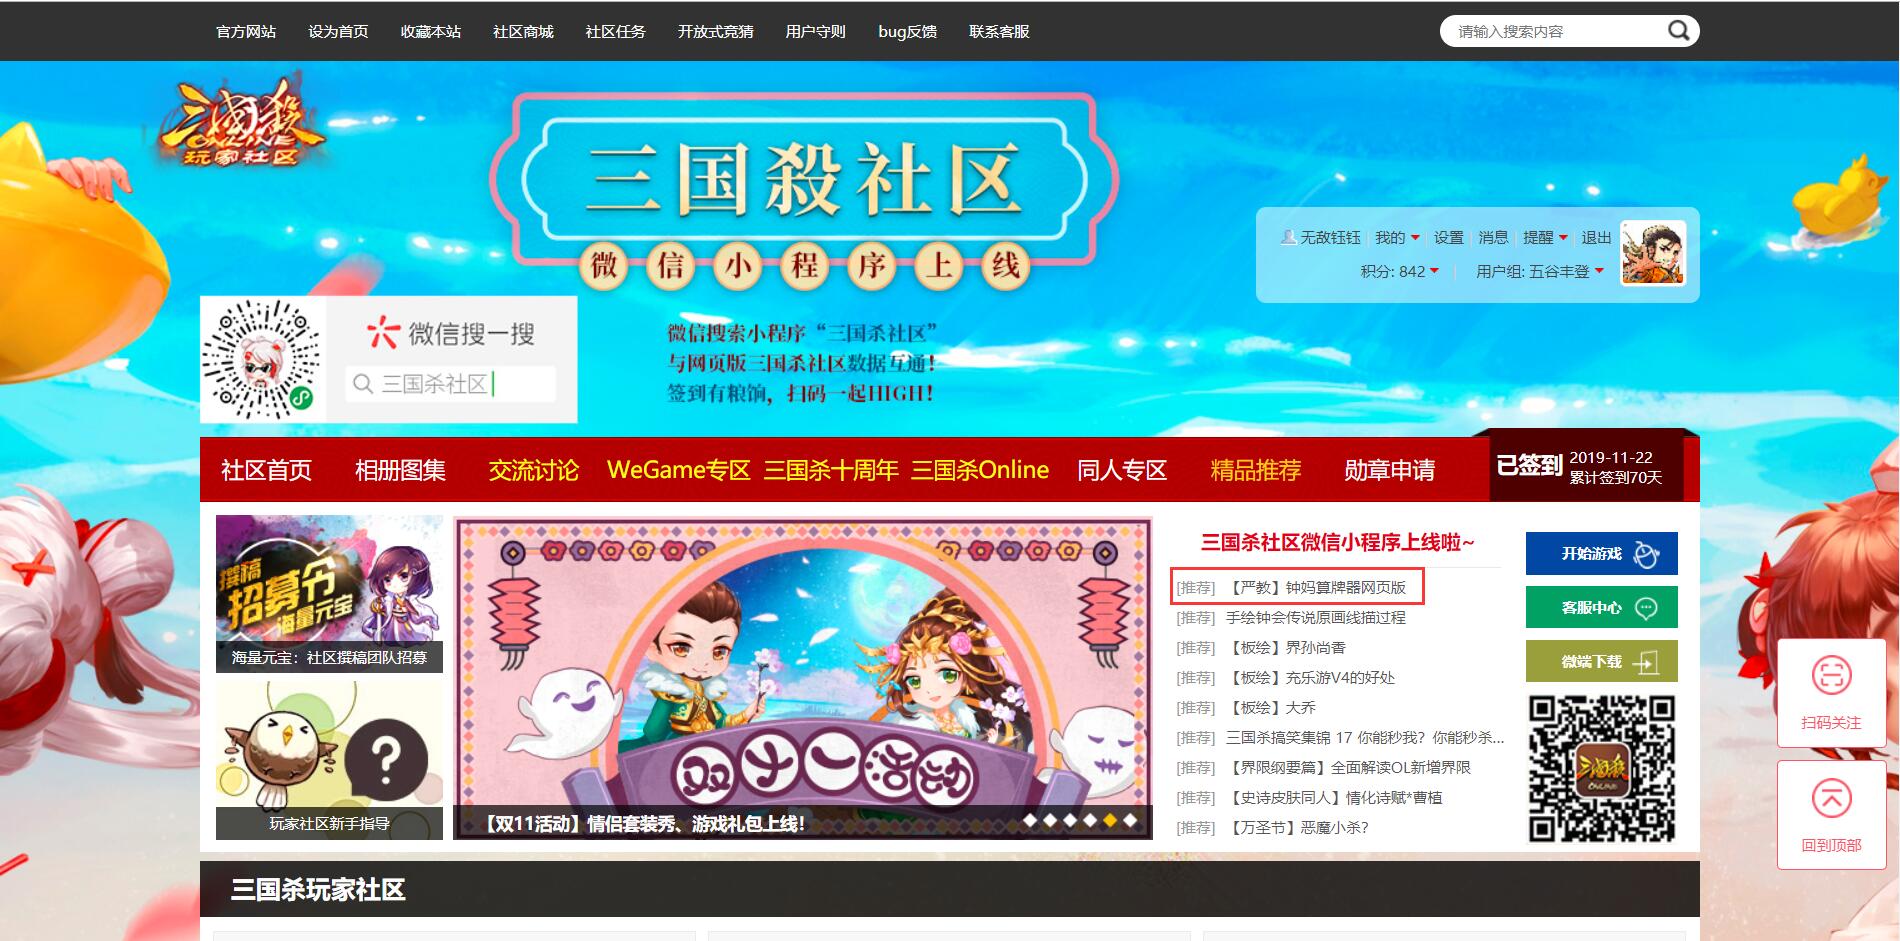 官方网站 设为首页 收藏本站 社区商城 社区任务 开放式竞猜 用户守则 bug反馈 联系客服
请输入搜索内容
三国殺
ONLINE
玩家社区
三国殺社区
微信小程序上线
无敌钰钰 我的 设置 消息 提醒 退出
积分: 842 用户组: 五谷丰登
微信搜一搜
三国杀社区
微信搜索小程序“三国杀社区”
与网页版三国杀社区数据互通！
签到有粮饷，扫码一起HIGH！
社区首页 相册图集 交流讨论 WeGame专区 三国杀十周年 三国杀Online 同人专区 精品推荐 勋章申请
已签到 2019-11-22
累计签到70天
撰稿
招募节
海量元宝
海量元宝：社区撰稿团队招募
?
玩家社区新手指导
双十一活动
【双11活动】情侣套装秀、游戏礼包上线！
三国杀社区微信小程序上线啦~
[推荐] 【严教】钟妈算牌器网页版
[推荐] 手绘钟会传说原画线描过程
[推荐] 【板绘】界孙尚香
[推荐] 【板绘】充乐游V4的好处
[推荐] 【板绘】大乔
[推荐] 三国杀搞笑集锦 17 你能秒我？你能秒杀...
[推荐] 【界限纲要篇】全面解读OL新增界限
[推荐] 【史诗皮肤同人】情化诗赋*曹植
[推荐] 【万圣节】恶魔小杀？
开始游戏
客服中心
微端下载
三国殺
ONLINE
扫码关注
回到顶部
三国杀玩家社区